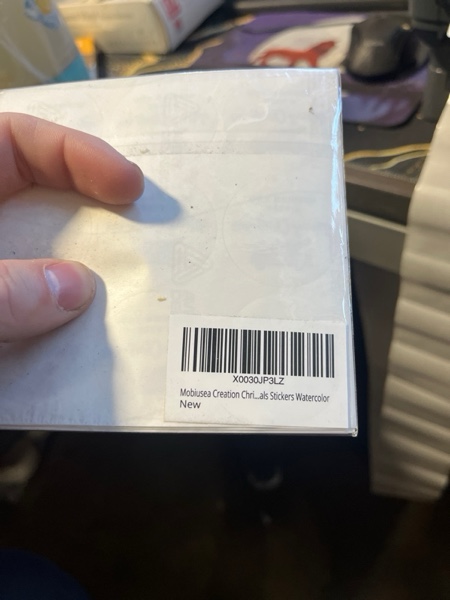 X0030JP3LZ
Mobiusea Creation Chri...als Stickers Watercolor
New